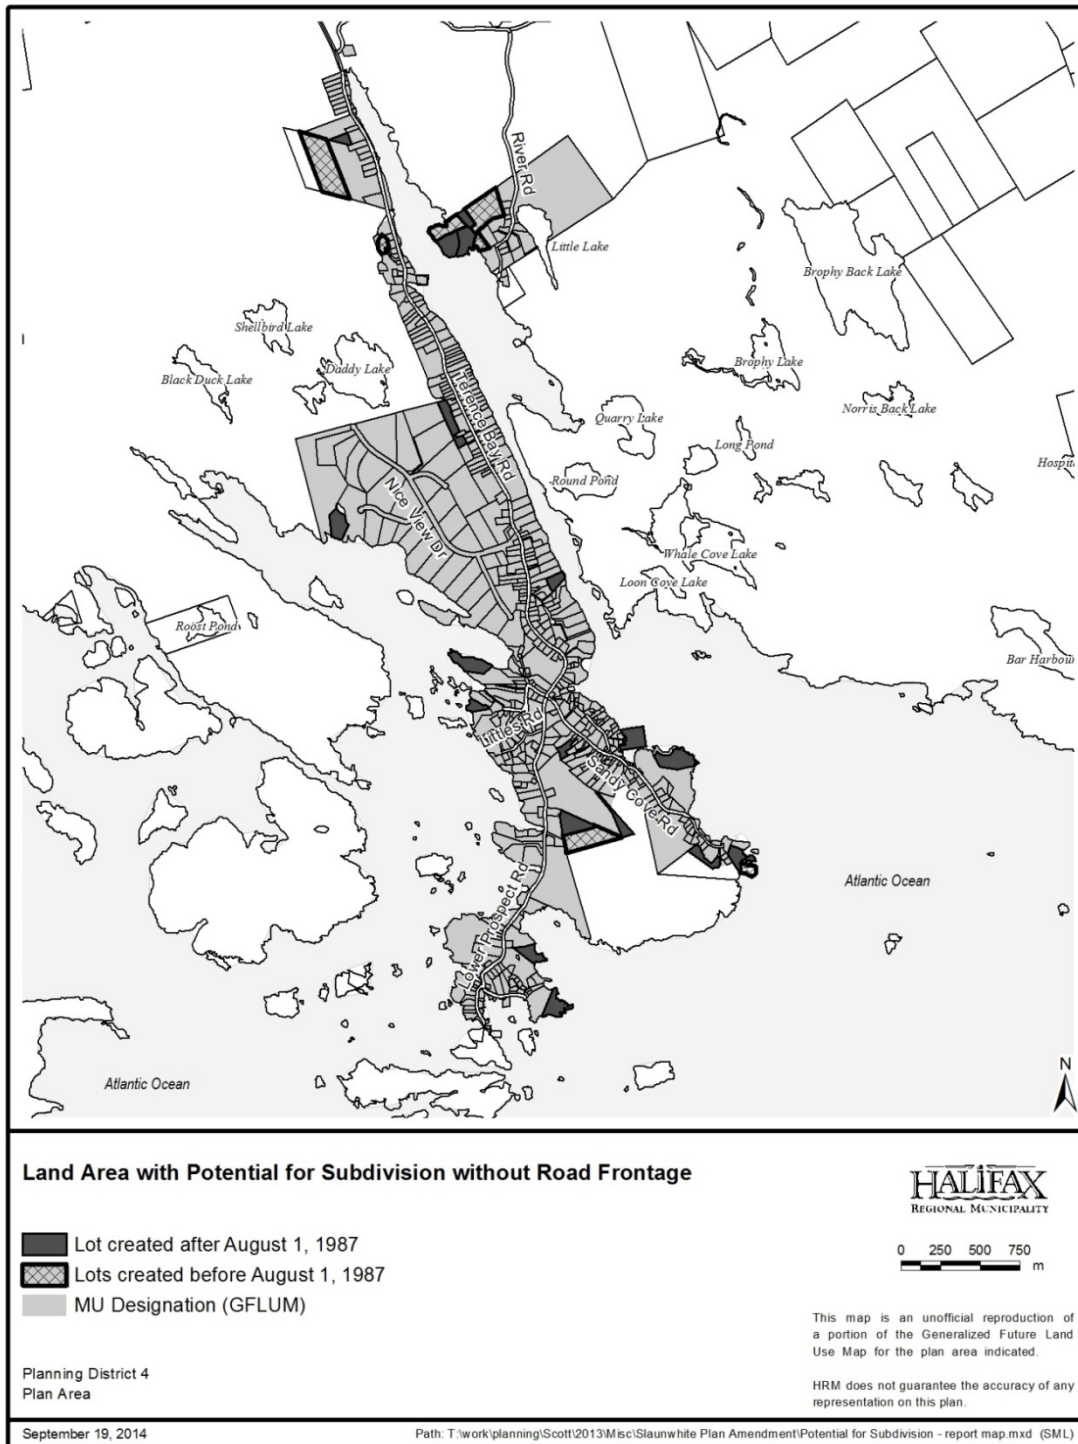 River Rd
Little Lake
Brophy Back Lake
Shellbird Lake
Daddy Lake
Black Duck Lake
Brophy Lake
Norris Back Lake
Quarry Lake
Terence Bay Rd
Long Pond
Hospit
Round Pond
Nice View Dr
Whale Cove Lake
Loon Cove Lake
Roost Pond
Bar Harbour
Littles Rd
Sandy Cove Rd
Atlantic Ocean
Lower Prospect Rd
Atlantic Ocean
N
Land Area with Potential for Subdivision without Road Frontage
HALIFAX
REGIONAL MUNICIPALITY
Lot created after August 1, 1987
Lots created before August 1, 1987
MU Designation (GFLUM)
0 250 500 750
m
This map is an unofficial reproduction of
a portion of the Generalized Future Land
Use Map for the plan area indicated.
HRM does not guarantee the accuracy of any
representation on this plan.
Planning District 4
Plan Area
September 19, 2014
Path: T:\work\planning\Scott\2013\Misc\Slaunwhite Plan Amendment\Potential for Subdivision - report map.mxd (SML)